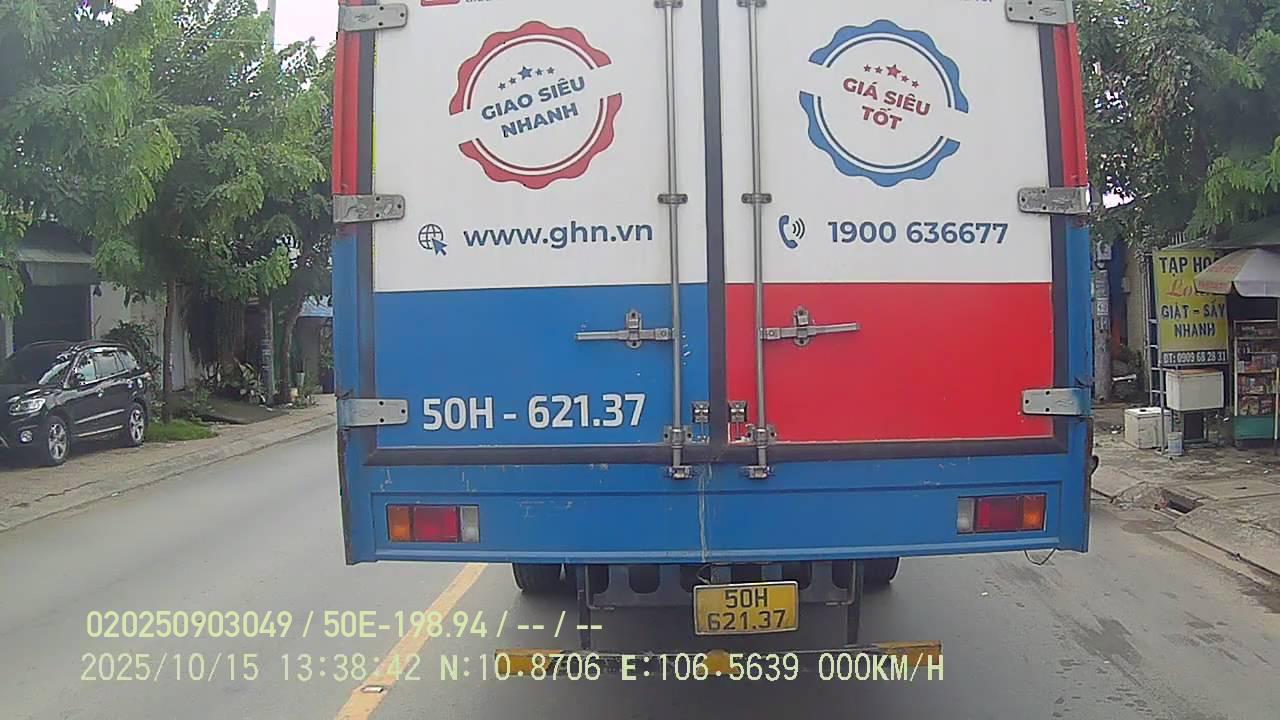 GIAO SIÊU
NHANH
GIÁ SIÊU
TỐT
www.ghn.vn
1900 636677
50H - 621.37
TẠP
GIẶT - SẤY
NHANH
ĐT: 0909 68 28 31
50H
621.37
020250903049 / 50E-198.94 / -- / --
2025/10/15 13:38:42 N:10.8706 E:106.5639 000KM/H